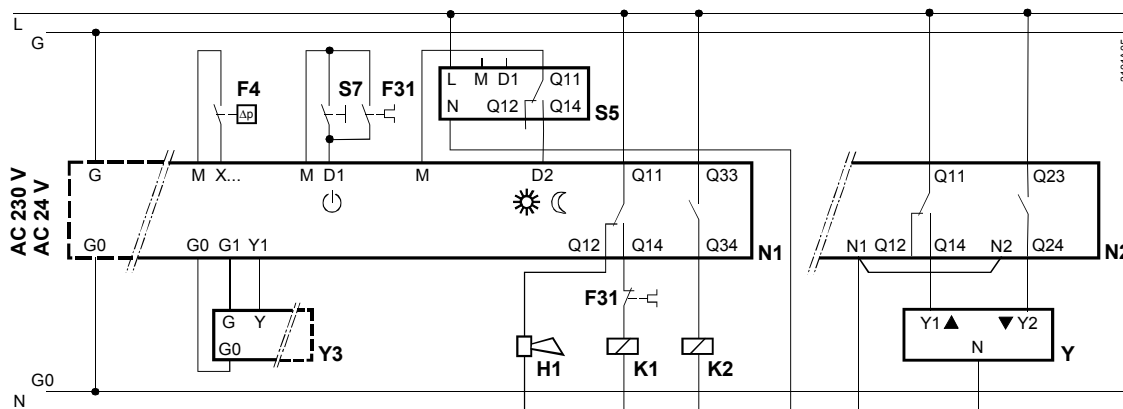 L
G
F4
Δp
S7 F31
L M D1 Q11
N Q12 Q14
S5
AC 230 V
AC 24 V
G M X... M D1 M D2 Q11 Q33
G0 G0 G1 Y1 Q12 Q14 Q34
N1
Q11 Q23
N1 Q12 Q14 N2 Q24
N2
F31
G Y
G0
Y3
H1 K1 K2
Y1 ▲ ▼ Y2
N
Y
G0
N